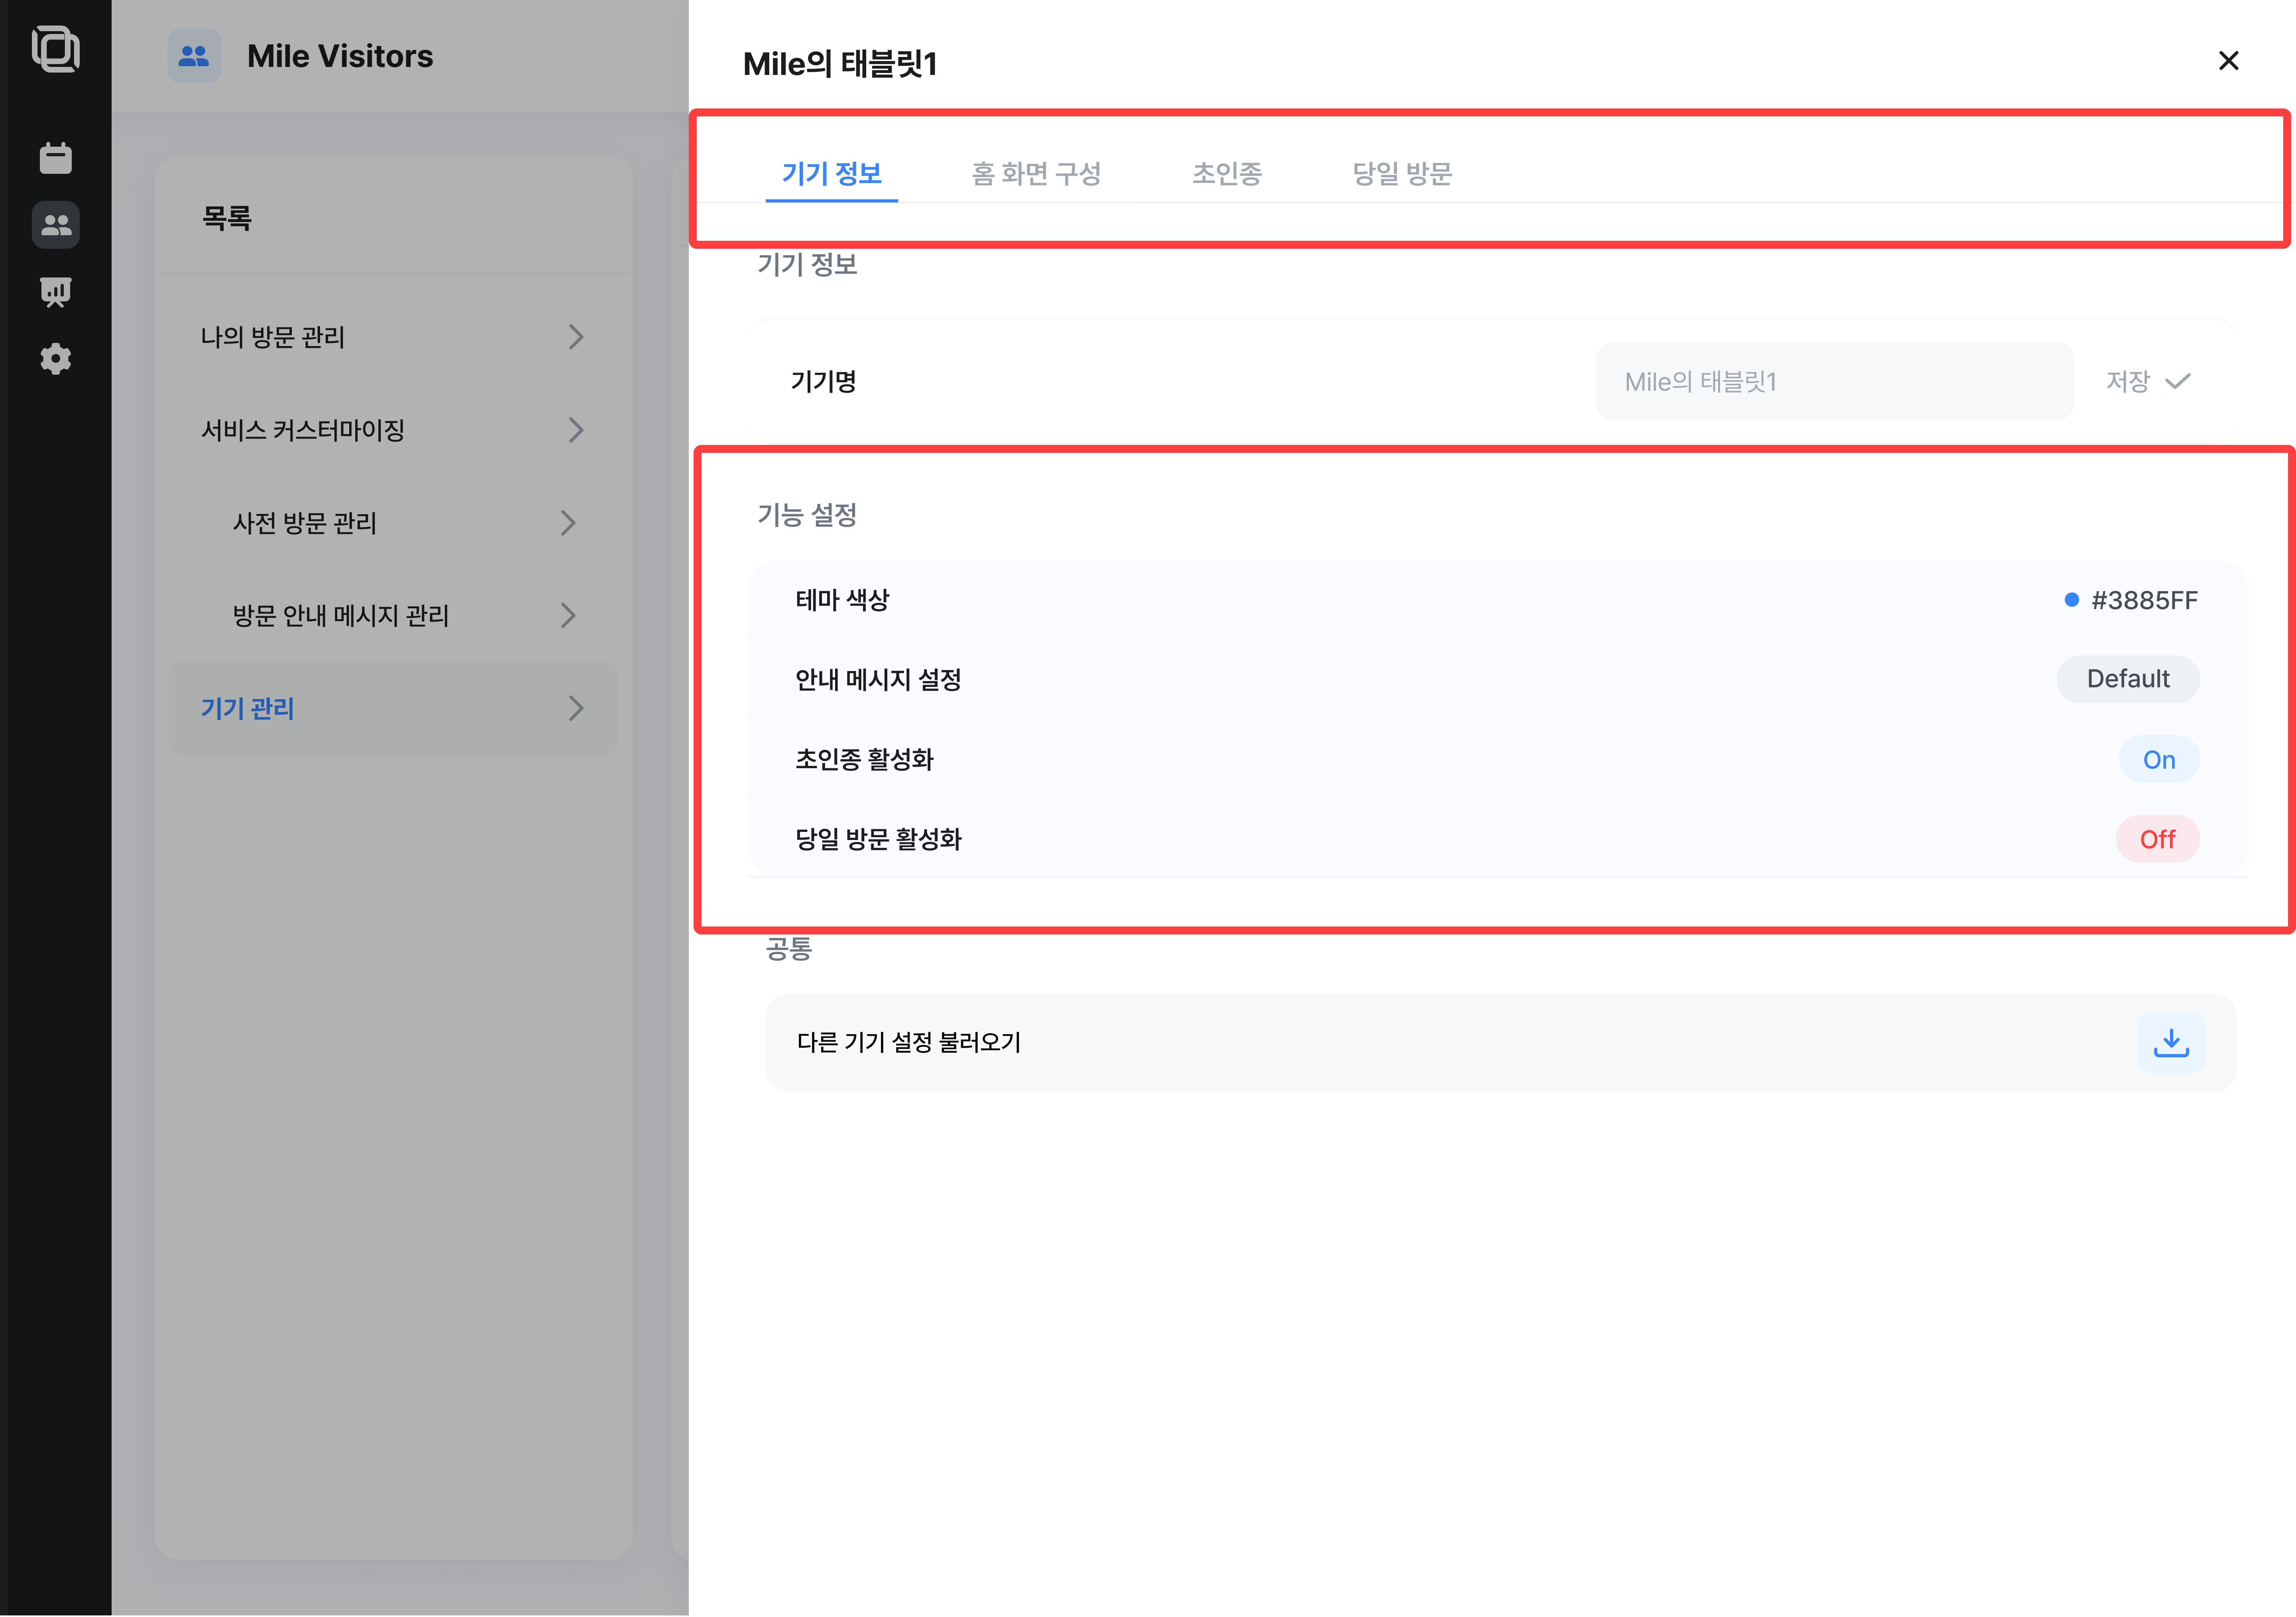 Mile Visitors
목록
나의 방문 관리
서비스 커스터마이징
사전 방문 관리
방문 안내 메시지 관리
기기 관리
Mile의 태블릿1
기기 정보 홈 화면 구성 초인종 당일 방문
기기 정보
기기명 Mile의 태블릿1 저장
기능 설정
테마 색상 #3885FF
안내 메시지 설정 Default
초인종 활성화 On
당일 방문 활성화 Off
공통
다른 기기 설정 불러오기